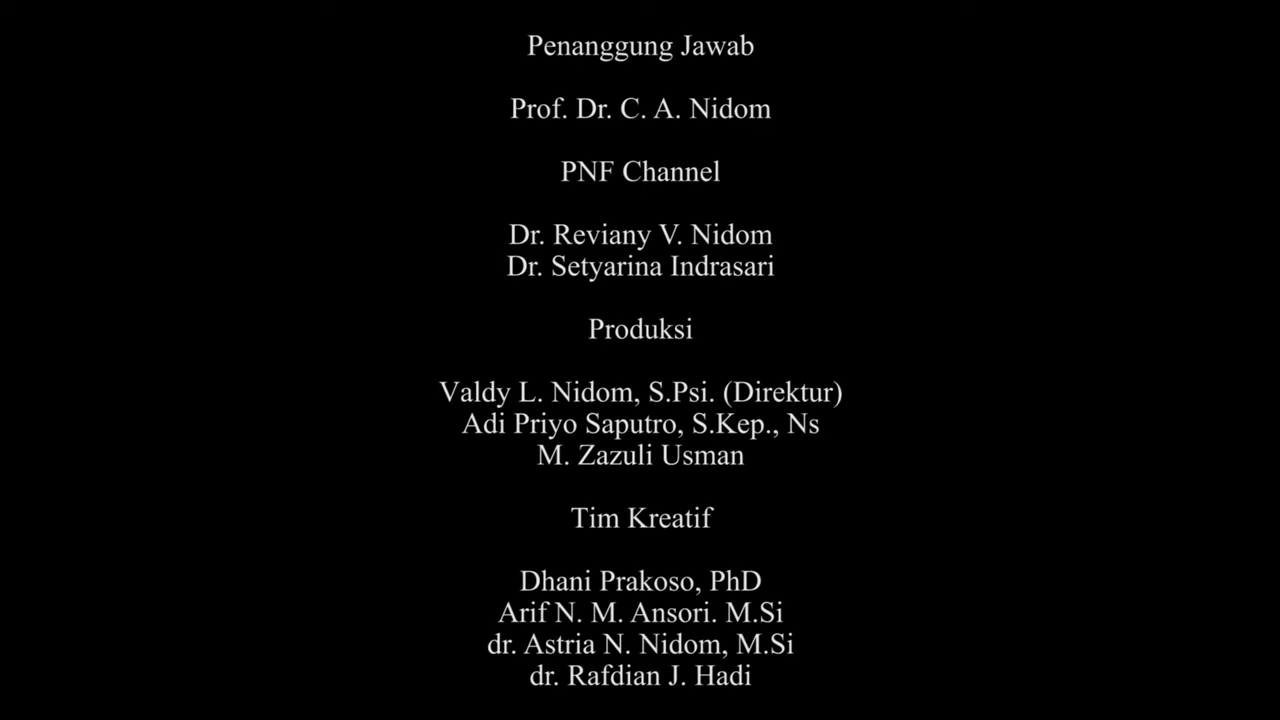 Penanggung Jawab
Prof. Dr. C. A. Nidom
PNF Channel
Dr. Reviany V. Nidom
Dr. Setyarina Indrasari
Produksi
Valdy L. Nidom, S.Psi. (Direktur)
Adi Priyo Saputro, S.Kep., Ns
M. Zazuli Usman
Tim Kreatif
Dhani Prakoso, PhD
Arif N. M. Ansori. M.Si
dr. Astria N. Nidom, M.Si
dr. Rafdian J. Hadi